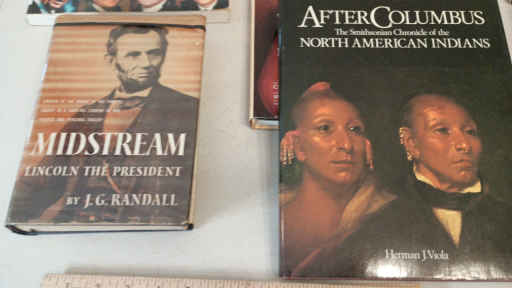 MIDSTREAM
LINCOLN THE PRESIDENT
BY J.G. RANDALL
AFTER COLUMBUS
The Smithsonian Chronicle of the
NORTH AMERICAN INDIANS
Herman J. Viola